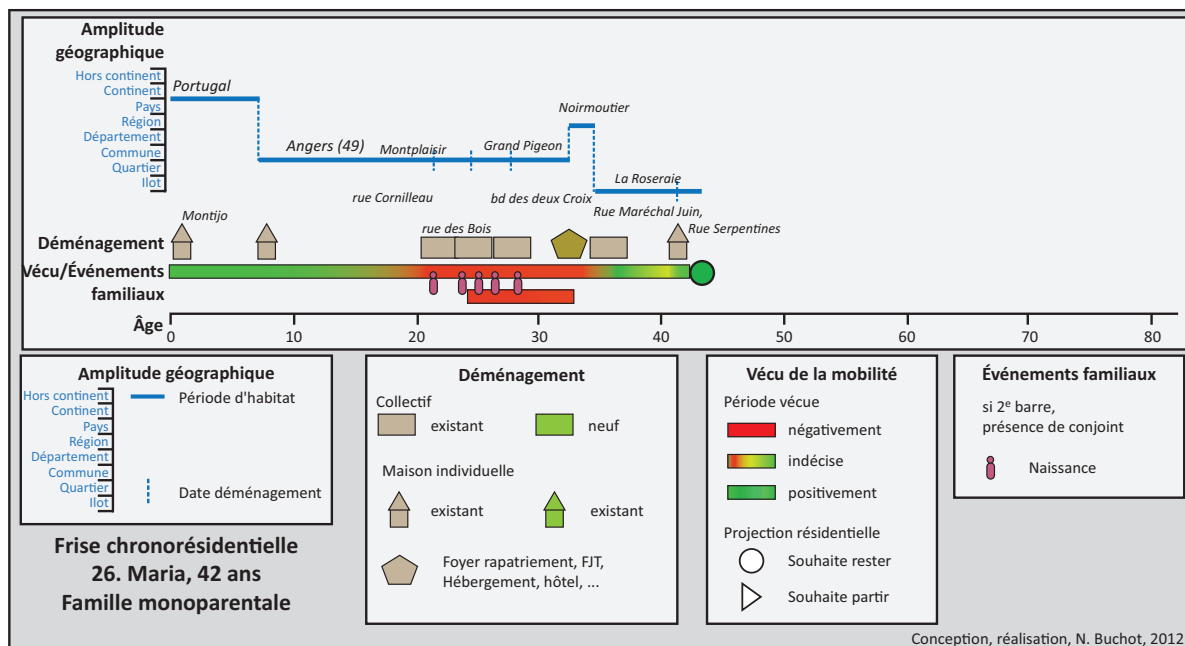 Amplitude
géographique
Hors continent
Continent
Pays
Région
Département
Commune
Quartier
Ilot
Portugal
Noirmoutier
Angers (49)
Montplaisir
Grand Pigeon
La Roseraie
rue Cornilleau
bd des deux Croix
Rue Maréchal Juin,
Montijo
rue des Bois
Rue Serpentines
Déménagement
Vécu/Événements
familiaux
Âge
0 10 20 30 40 50 60 70 80
Amplitude géographique
Hors continent
Continent
Pays
Région
Département
Commune
Quartier
Ilot
Période d'habitat
Date déménagement
Frise chronorésidentielle
26. Maria, 42 ans
Famille monoparentale
Déménagement
Collectif
existant
neuf
Maison individuelle
existant
existant
Foyer rapatriement, FJT,
Hébergement, hôtel, ...
Vécu de la mobilité
Période vécue
négativement
indécise
positivement
Projection résidentielle
Souhaite rester
Souhaite partir
Événements familiaux
si 2e barre,
présence de conjoint
Naissance
Conception, réalisation, N. Buchot, 2012